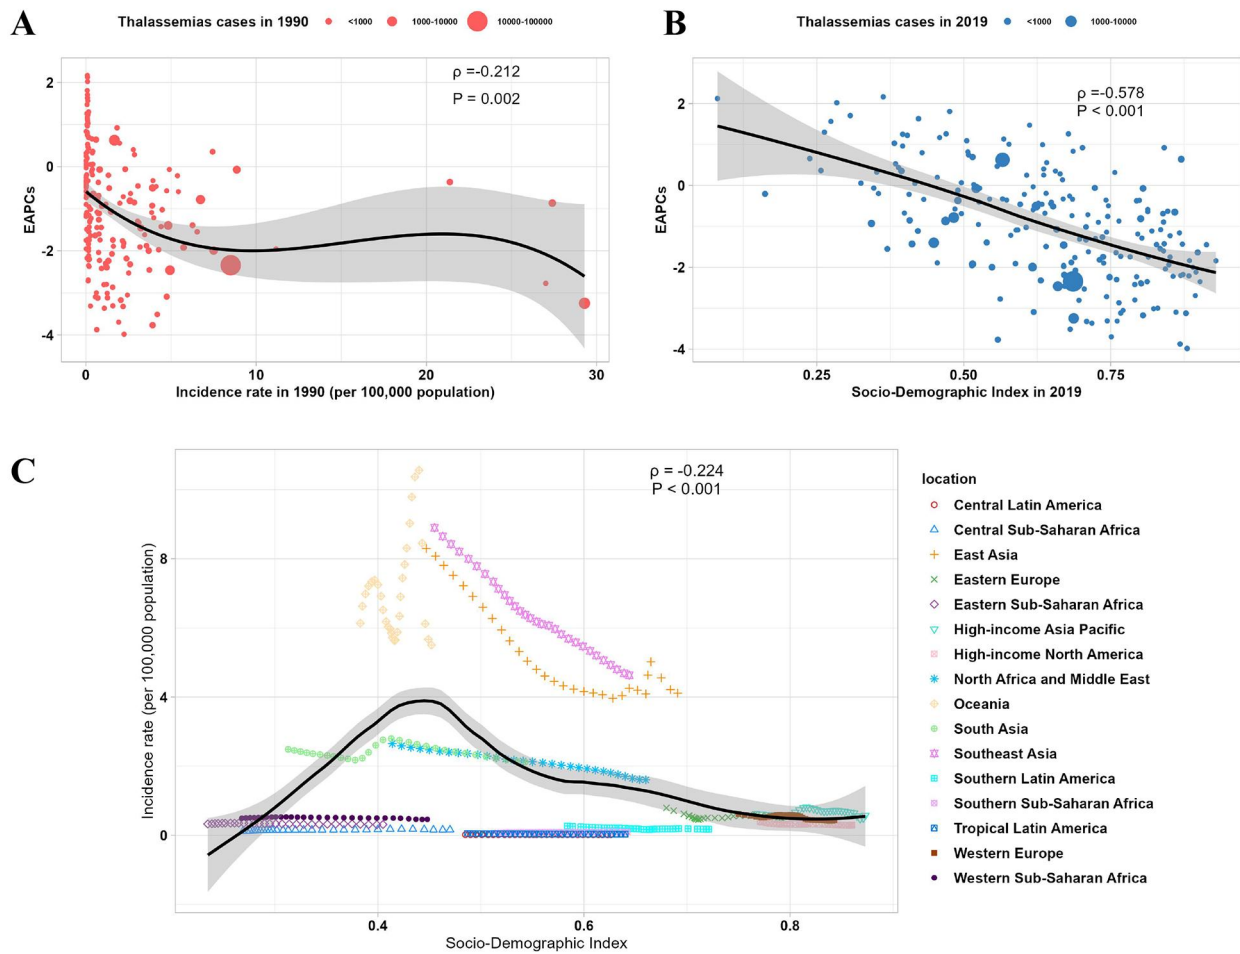 A
Thalassemias cases in 1990 <1000 1000-10000 10000-100000
ρ =-0.212
P = 0.002
EAPCs
2
0
-2
-4
0 10 20 30
Incidence rate in 1990 (per 100,000 population)
B
Thalassemias cases in 2019 <1000 1000-10000
ρ=-0.578
P < 0.001
EAPCs
2
0
-2
-4
0.25 0.50 0.75
Socio-Demographic Index in 2019
C
ρ = -0.224
P < 0.001
Incidence rate (per 100,000 population)
8
4
0
0.4 0.6 0.8
Socio-Demographic Index
location
Central Latin America
Central Sub-Saharan Africa
East Asia
Eastern Europe
Eastern Sub-Saharan Africa
High-income Asia Pacific
High-income North America
North Africa and Middle East
Oceania
South Asia
Southeast Asia
Southern Latin America
Southern Sub-Saharan Africa
Tropical Latin America
Western Europe
Western Sub-Saharan Africa